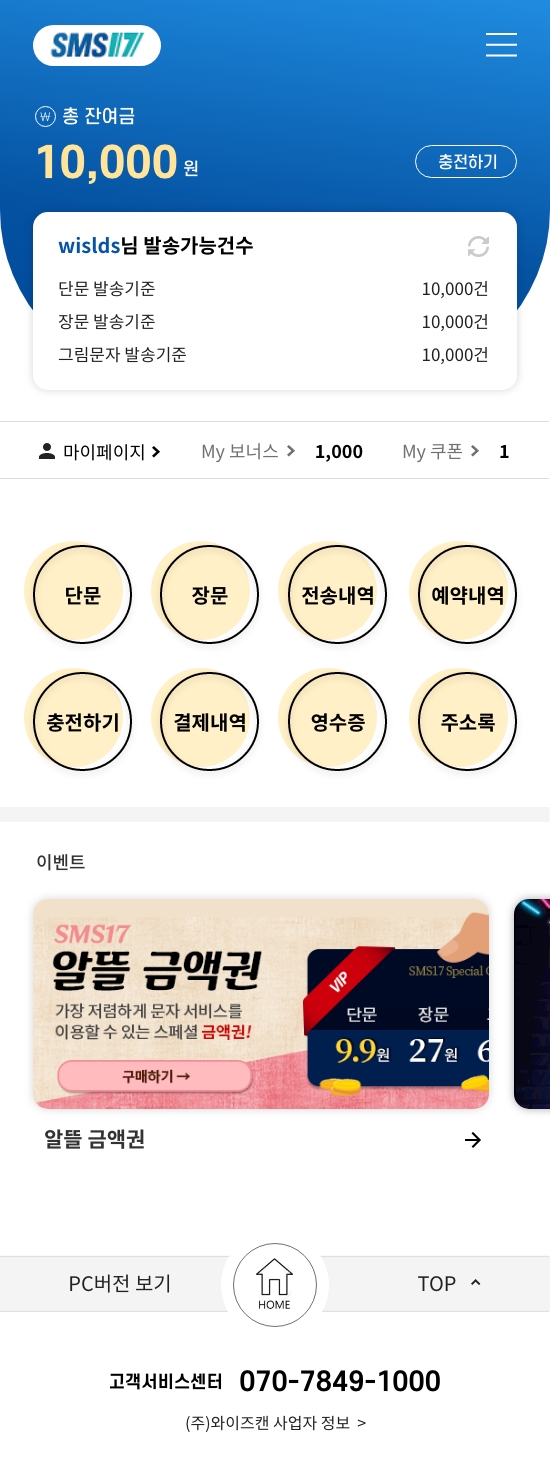 SMS17
₩ 총 잔여금
10,000 원
충전하기
wislds님 발송가능건수
단문 발송기준 10,000건
장문 발송기준 10,000건
그림문자 발송기준 10,000건
마이페이지 My 보너스 1,000 My 쿠폰 1
단문 장문 전송내역 예약내역
충전하기 결제내역 영수증 주소록
이벤트
SMS17
알뜰 금액권
가장 저렴하게 문자 서비스를
이용할 수 있는 스페셜 금액권!
구매하기→
VIP
SMS17 Special
단문 장문
9.9원 27원 6
알뜰 금액권 →
PC버전 보기
HOME
TOP
고객서비스센터 070-7849-1000
(주)와이즈캔 사업자 정보 >